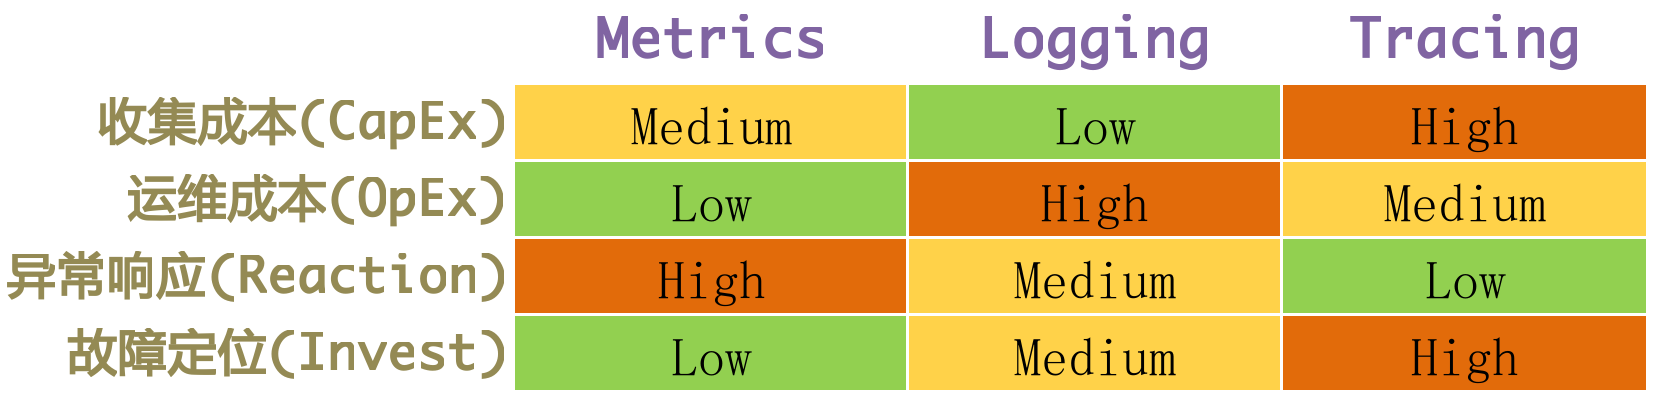 Metrics Logging Tracing
收集成本(CapEx) Medium Low High
运维成本(OpEx) Low High Medium
异常响应(Reaction) High Medium Low
故障定位(Invest) Low Medium High